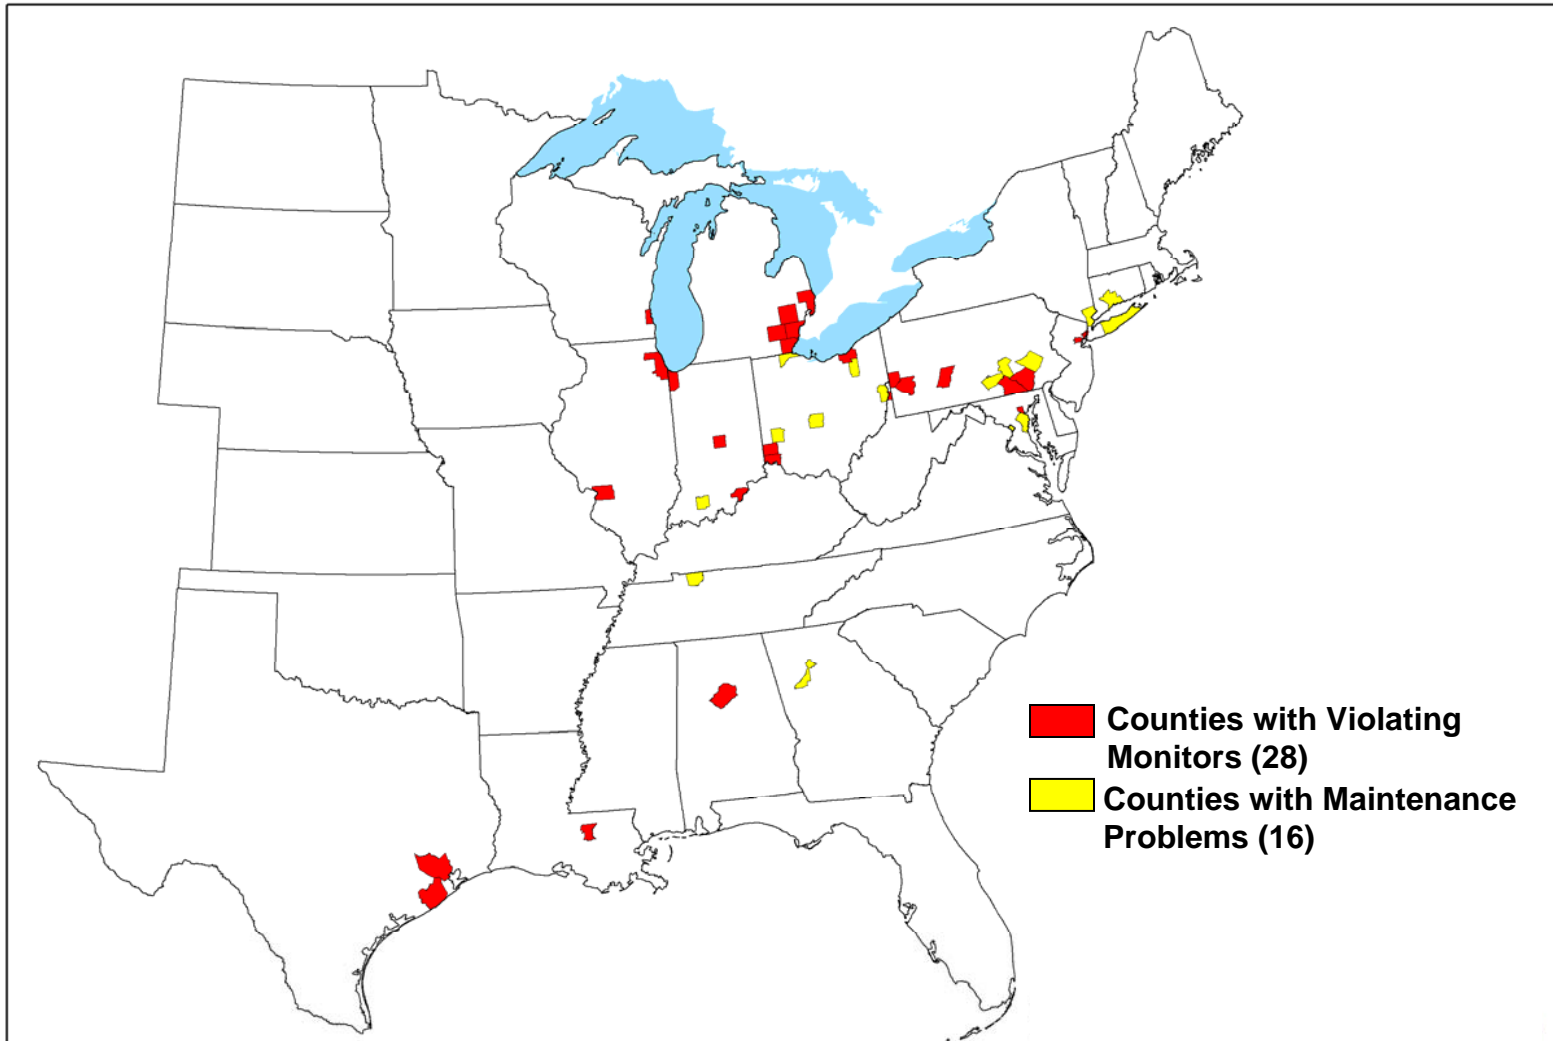 Counties with Violating
Monitors (28)
Counties with Maintenance
Problems (16)